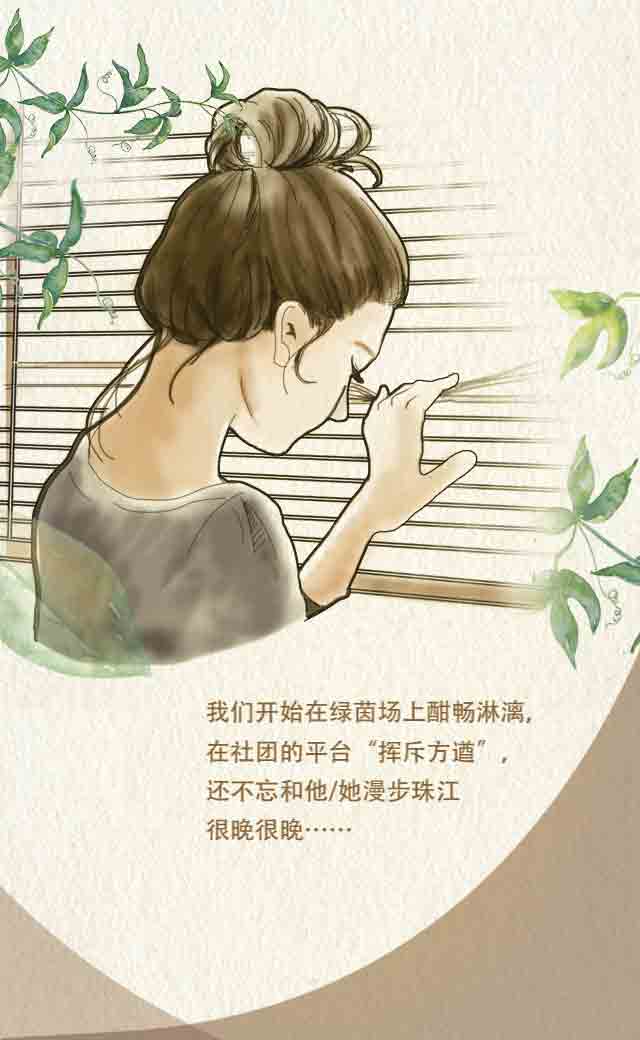 我们开始在绿茵场上酣畅淋漓，
在社团的平台“挥斥方遒”，
还不忘和他/她漫步珠江
很晚很晚……